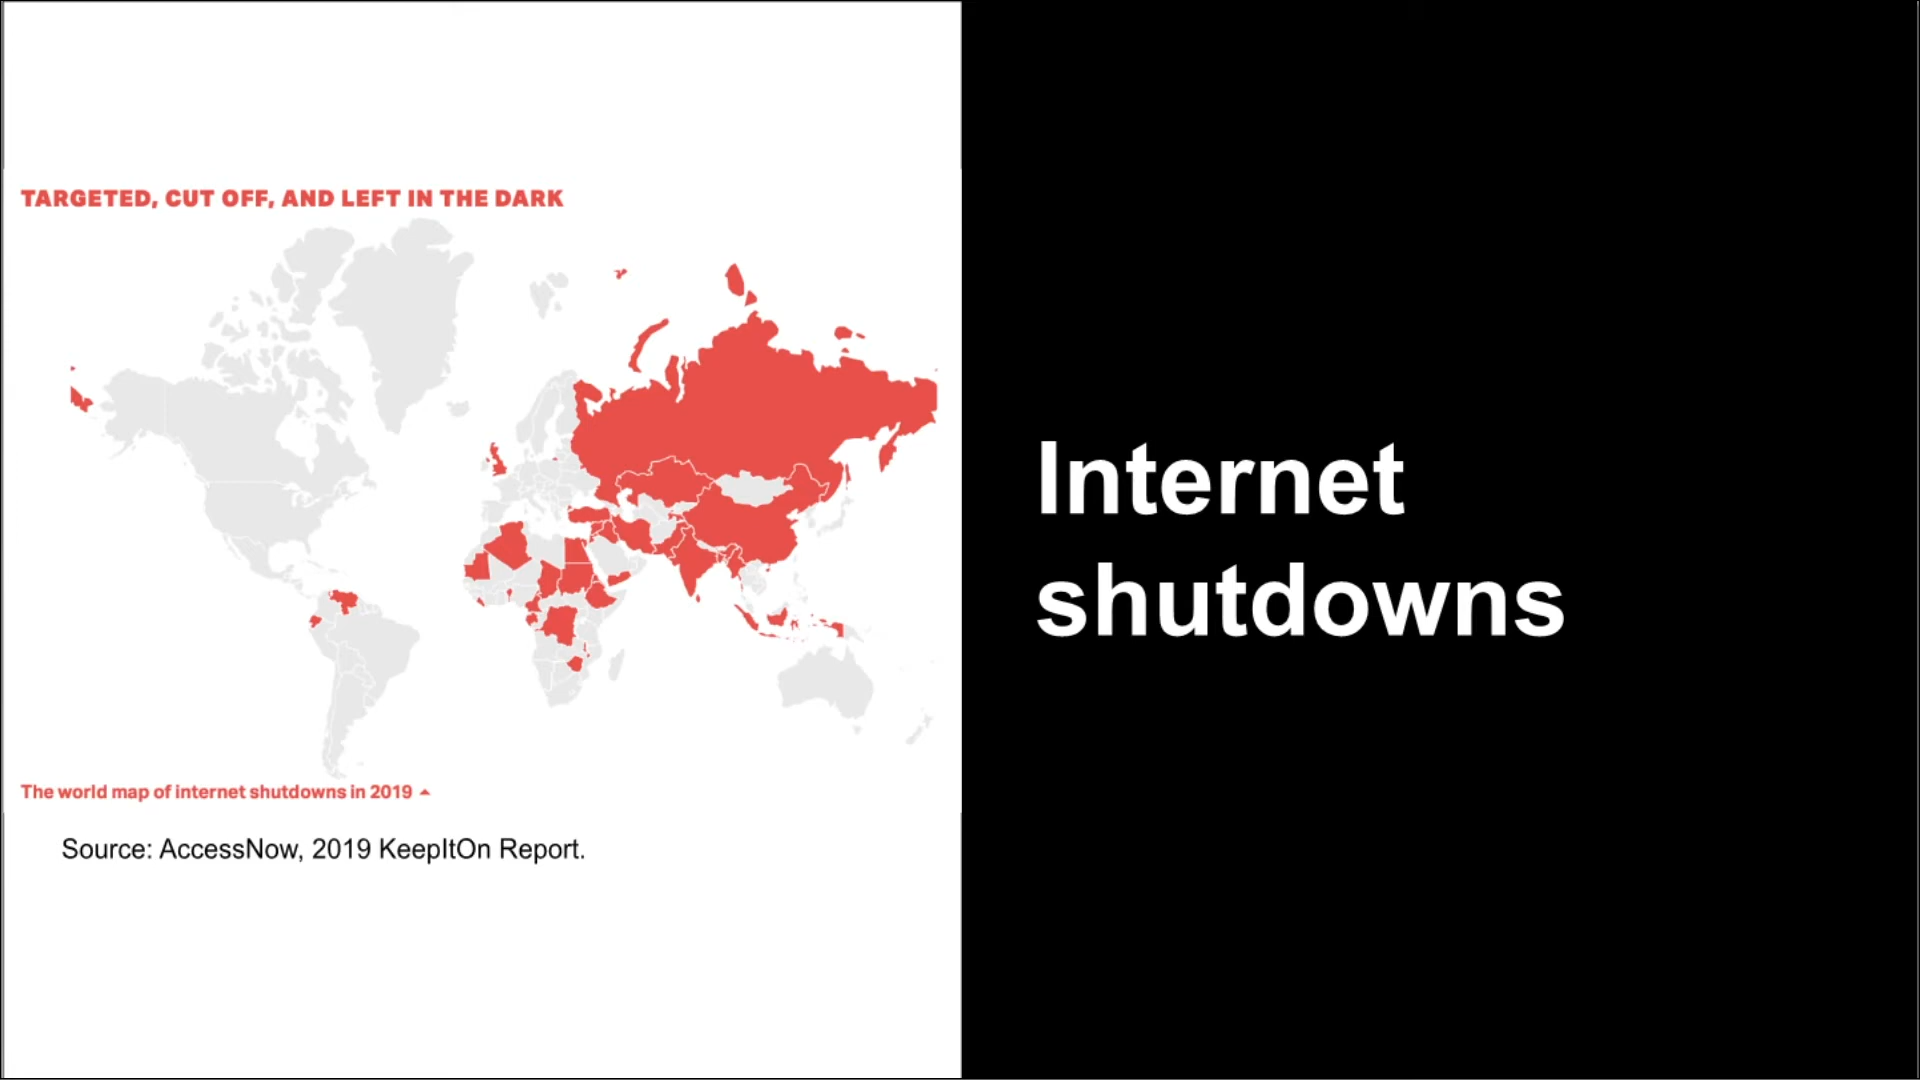 TARGETED, CUT OFF, AND LEFT IN THE DARK
The world map of internet shutdowns in 2019
Source: AccessNow, 2019 KeepItOn Report.
Internet
shutdowns